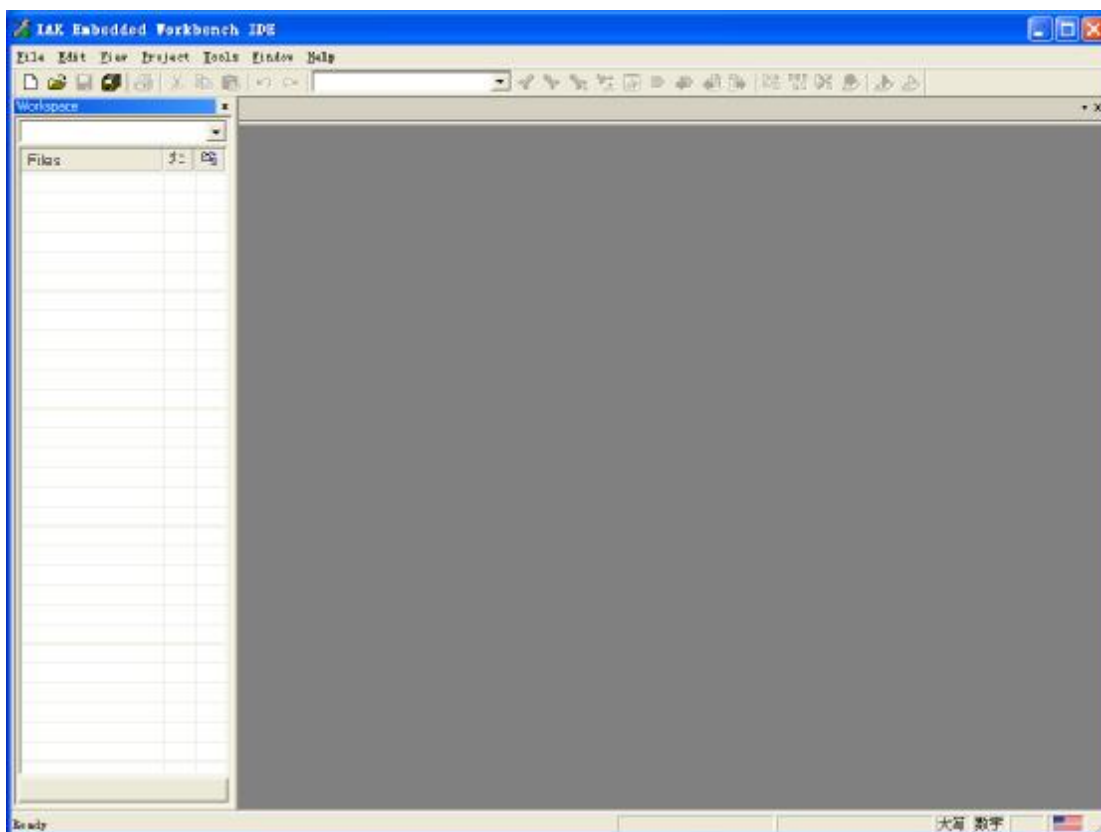 IAR Embedded Workbench IDE
File Edit View Project Tools Window Help
Workspace
Files
Ready
大写 数字